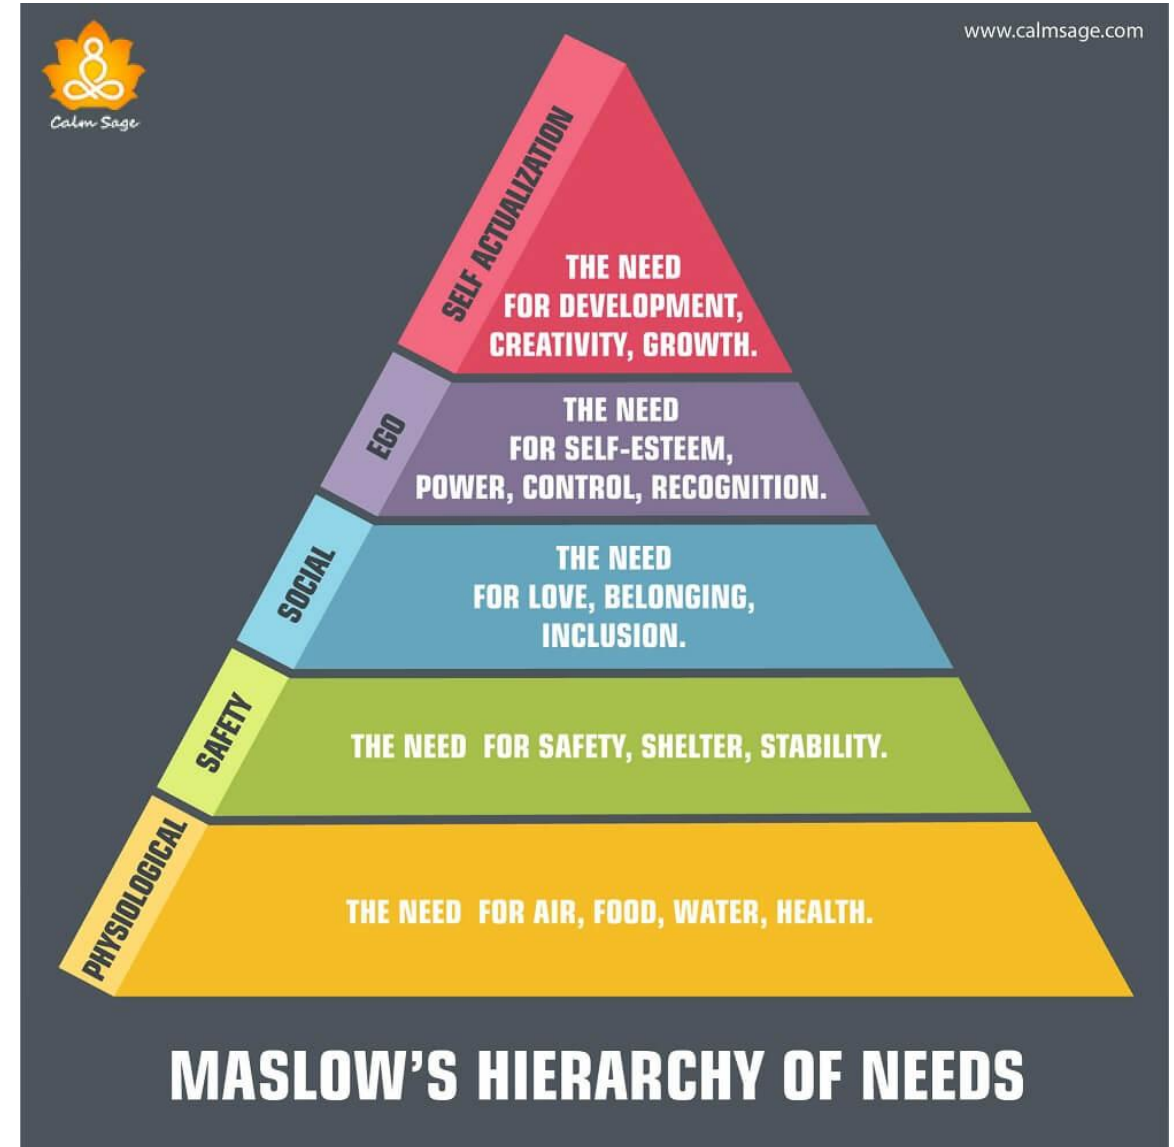 Calm Sage
www.calmsage.com
SELF ACTUALIZATION
THE NEED
FOR DEVELOPMENT,
CREATIVITY, GROWTH.
EGO
THE NEED
FOR SELF-ESTEEM,
POWER, CONTROL, RECOGNITION.
SOCIAL
THE NEED
FOR LOVE, BELONGING,
INCLUSION.
SAFETY
THE NEED FOR SAFETY, SHELTER, STABILITY.
PHYSIOLOGICAL
THE NEED FOR AIR, FOOD, WATER, HEALTH.
MASLOW'S HIERARCHY OF NEEDS